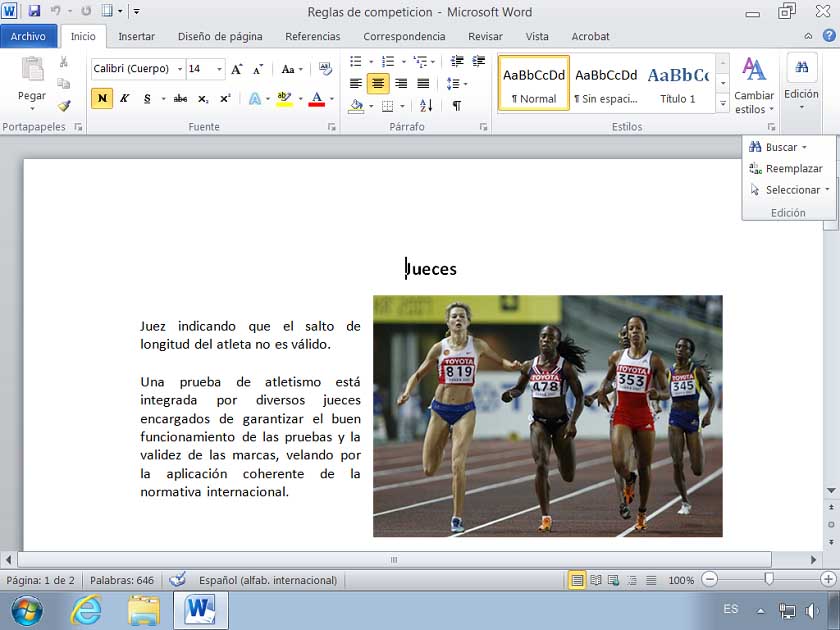 Reglas de competicion - Microsoft Word
Archivo Inicio Insertar Diseño de página Referencias Correspondencia Revisar Vista Acrobat
Calibri (Cuerpo) 14 Aa
AaBbCcDd AaBbCcDd AaBbCc
Pegar
N K S abc x₂ x² A ab A
¶ Normal ¶ Sin espaci... Título 1
Cambiar estilos
Edición
Portapapeles Fuente Párrafo Estilos
Buscar
Reemplazar
Seleccionar
Edición
Jueces
Juez indicando que el salto de
longitud del atleta no es válido.
Una prueba de atletismo está
integrada por diversos jueces
encargados de garantizar el buen
funcionamiento de las pruebas y la
validez de las marcas, velando por
la aplicación coherente de la
normativa internacional.
TOYOTA
819
TOYOTA
478
TOYOTA
353
TOYOTA
345
Página: 1 de 2 Palabras: 646 Español (alfab. internacional) 100%
ES